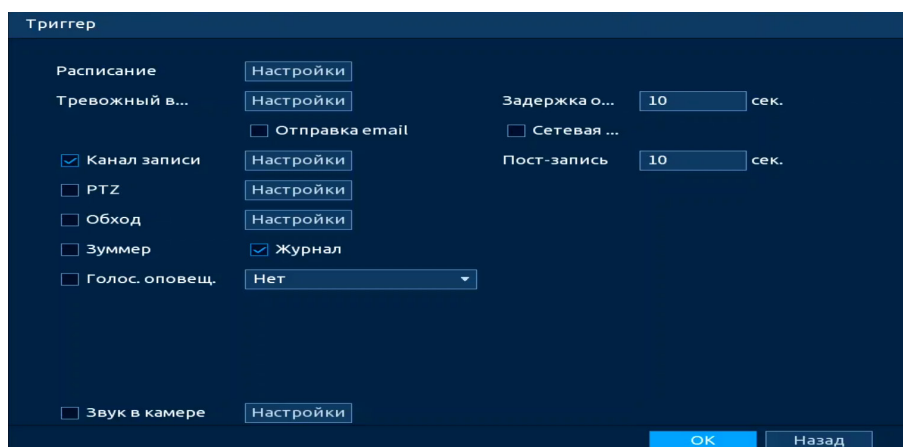 Триггер
Расписание Настройки
Тревожный в... Настройки Задержка о... 10 сек.
Отправка email Сетевая ...
Канал записи Настройки Пост-запись 10 сек.
PTZ Настройки
Обход Настройки
Зуммер Журнал
Голос. оповещ. Нет
Звук в камере Настройки
OK Назад